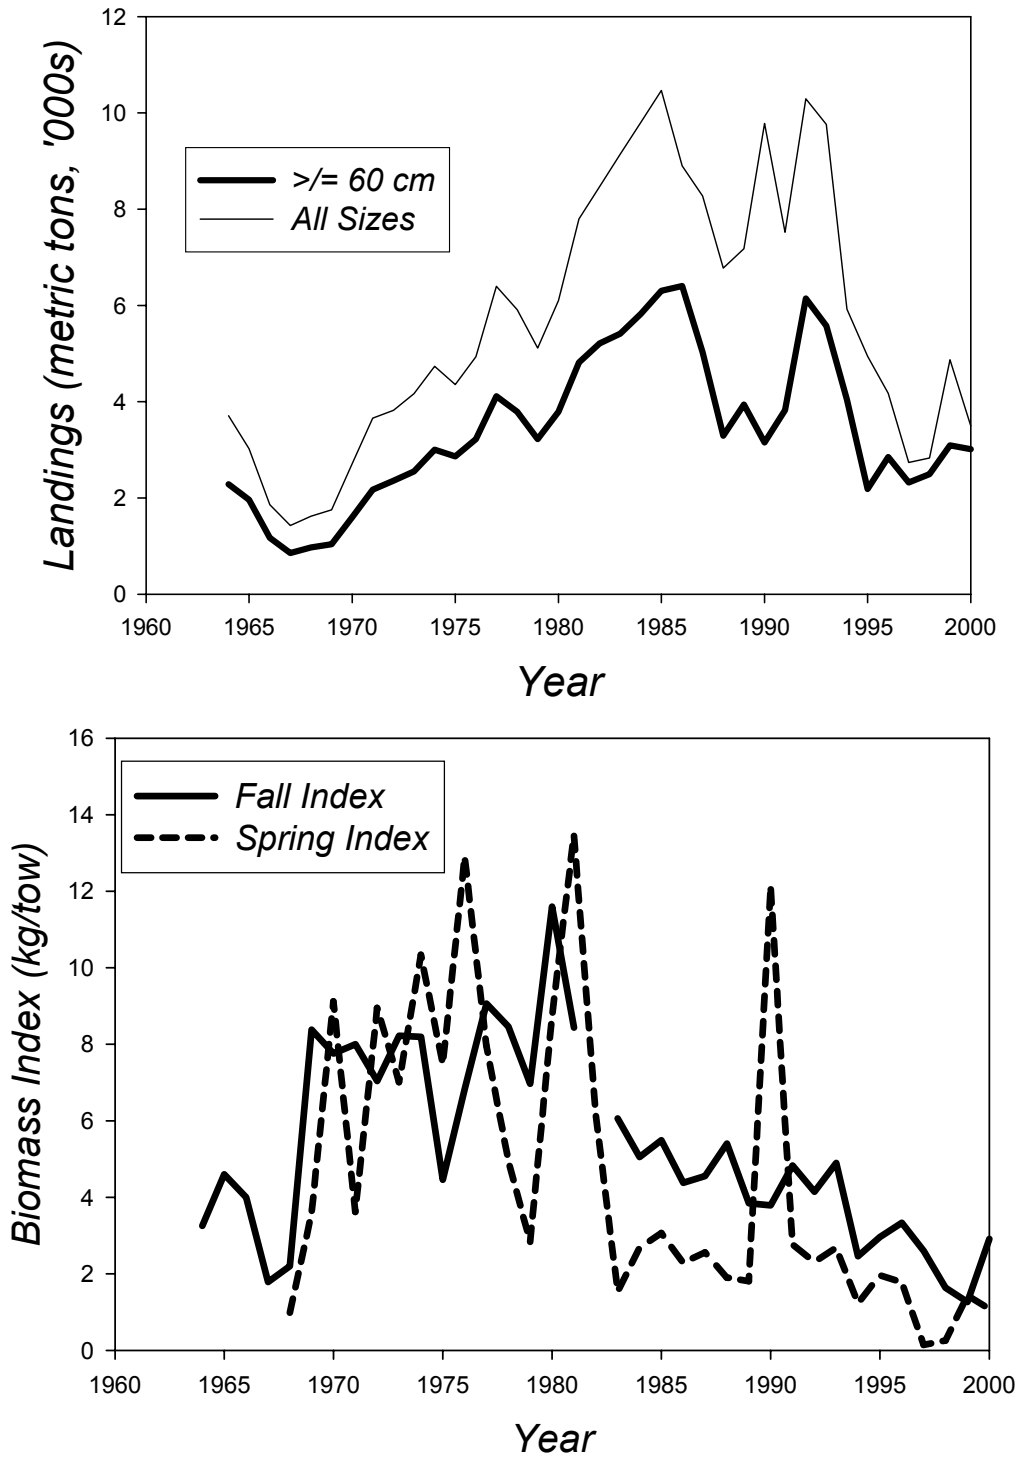 Landings (metric tons, '000s)
12
10
8
6
4
2
0
>/= 60 cm
All Sizes
1960 1965 1970 1975 1980 1985 1990 1995 2000
Year
Biomass Index (kg/tow)
16
14
12
10
8
6
4
2
0
Fall Index
Spring Index
1960 1965 1970 1975 1980 1985 1990 1995 2000
Year